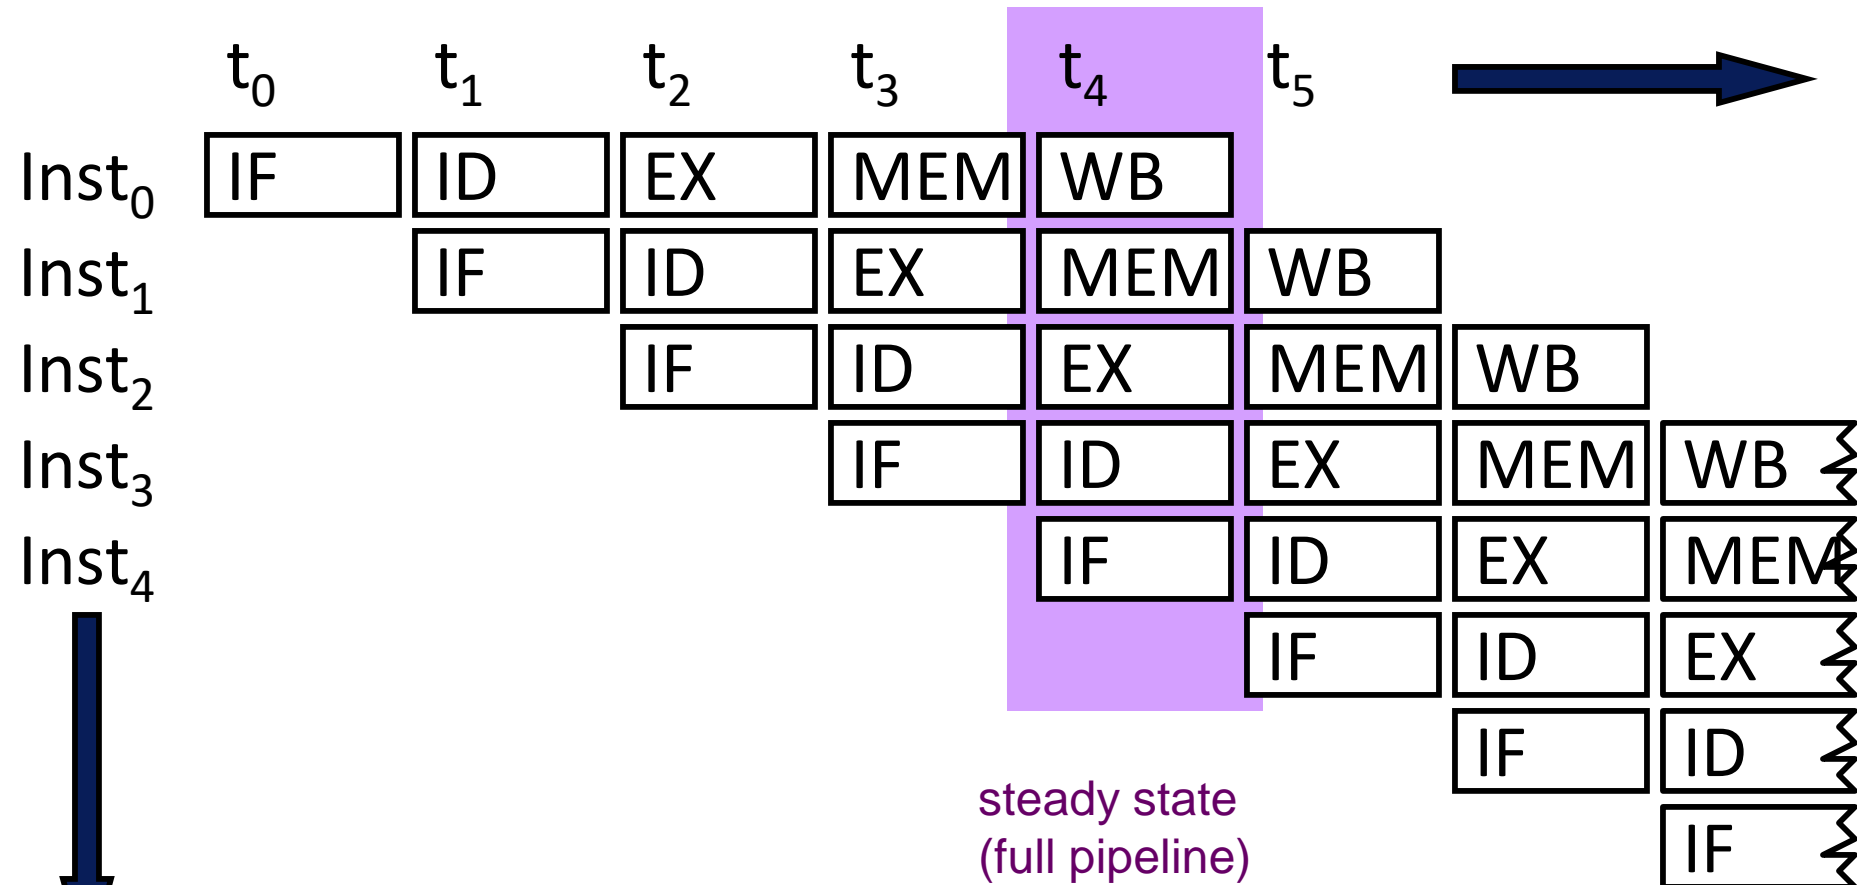 t0 t1 t2 t3 t4 t5
Inst0 IF ID EX MEM WB
Inst1 IF ID EX MEM WB
Inst2 IF ID EX MEM WB
Inst3 IF ID EX MEM WB
Inst4 IF ID EX MEM
IF ID EX
IF ID
steady state
(full pipeline)
IF